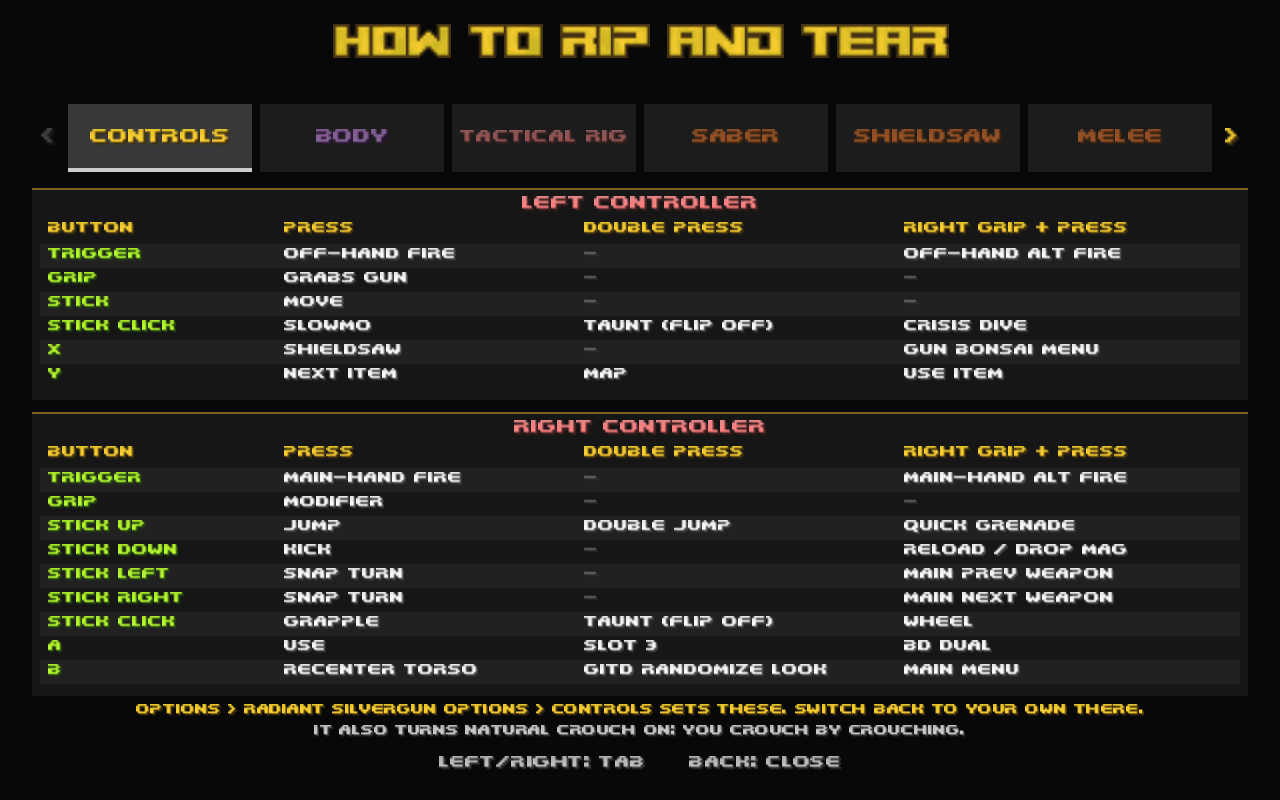 HOW TO RIP AND TEAR
< CONTROLS BODY TACTICAL RIG SABER SHIELDSAW MELEE >
LEFT CONTROLLER
BUTTON PRESS DOUBLE PRESS RIGHT GRIP + PRESS
TRIGGER OFF-HAND FIRE - OFF-HAND ALT FIRE
GRIP GRABS GUN - -
STICK MOVE - -
STICK CLICK SLOWMO TAUNT (FLIP OFF) CRISIS DIVE
X SHIELDSAW - GUN BONSAI MENU
Y NEXT ITEM MAP USE ITEM
RIGHT CONTROLLER
BUTTON PRESS DOUBLE PRESS RIGHT GRIP + PRESS
TRIGGER MAIN-HAND FIRE - MAIN-HAND ALT FIRE
GRIP MODIFIER - -
STICK UP JUMP DOUBLE JUMP QUICK GRENADE
STICK DOWN KICK - RELOAD / DROP MAG
STICK LEFT SNAP TURN - MAIN PREV WEAPON
STICK RIGHT SNAP TURN - MAIN NEXT WEAPON
STICK CLICK GRAPPLE TAUNT (FLIP OFF) WHEEL
A USE SLOT 3 BD DUAL
B RECENTER TORSO GITD RANDOMIZE LOOK MAIN MENU
OPTIONS > RADIANT SILVERGUN OPTIONS > CONTROLS SETS THESE. SWITCH BACK TO YOUR OWN THERE.
IT ALSO TURNS NATURAL CROUCH ON: YOU CROUCH BY CROUCHING.
LEFT/RIGHT: TAB BACK: CLOSE